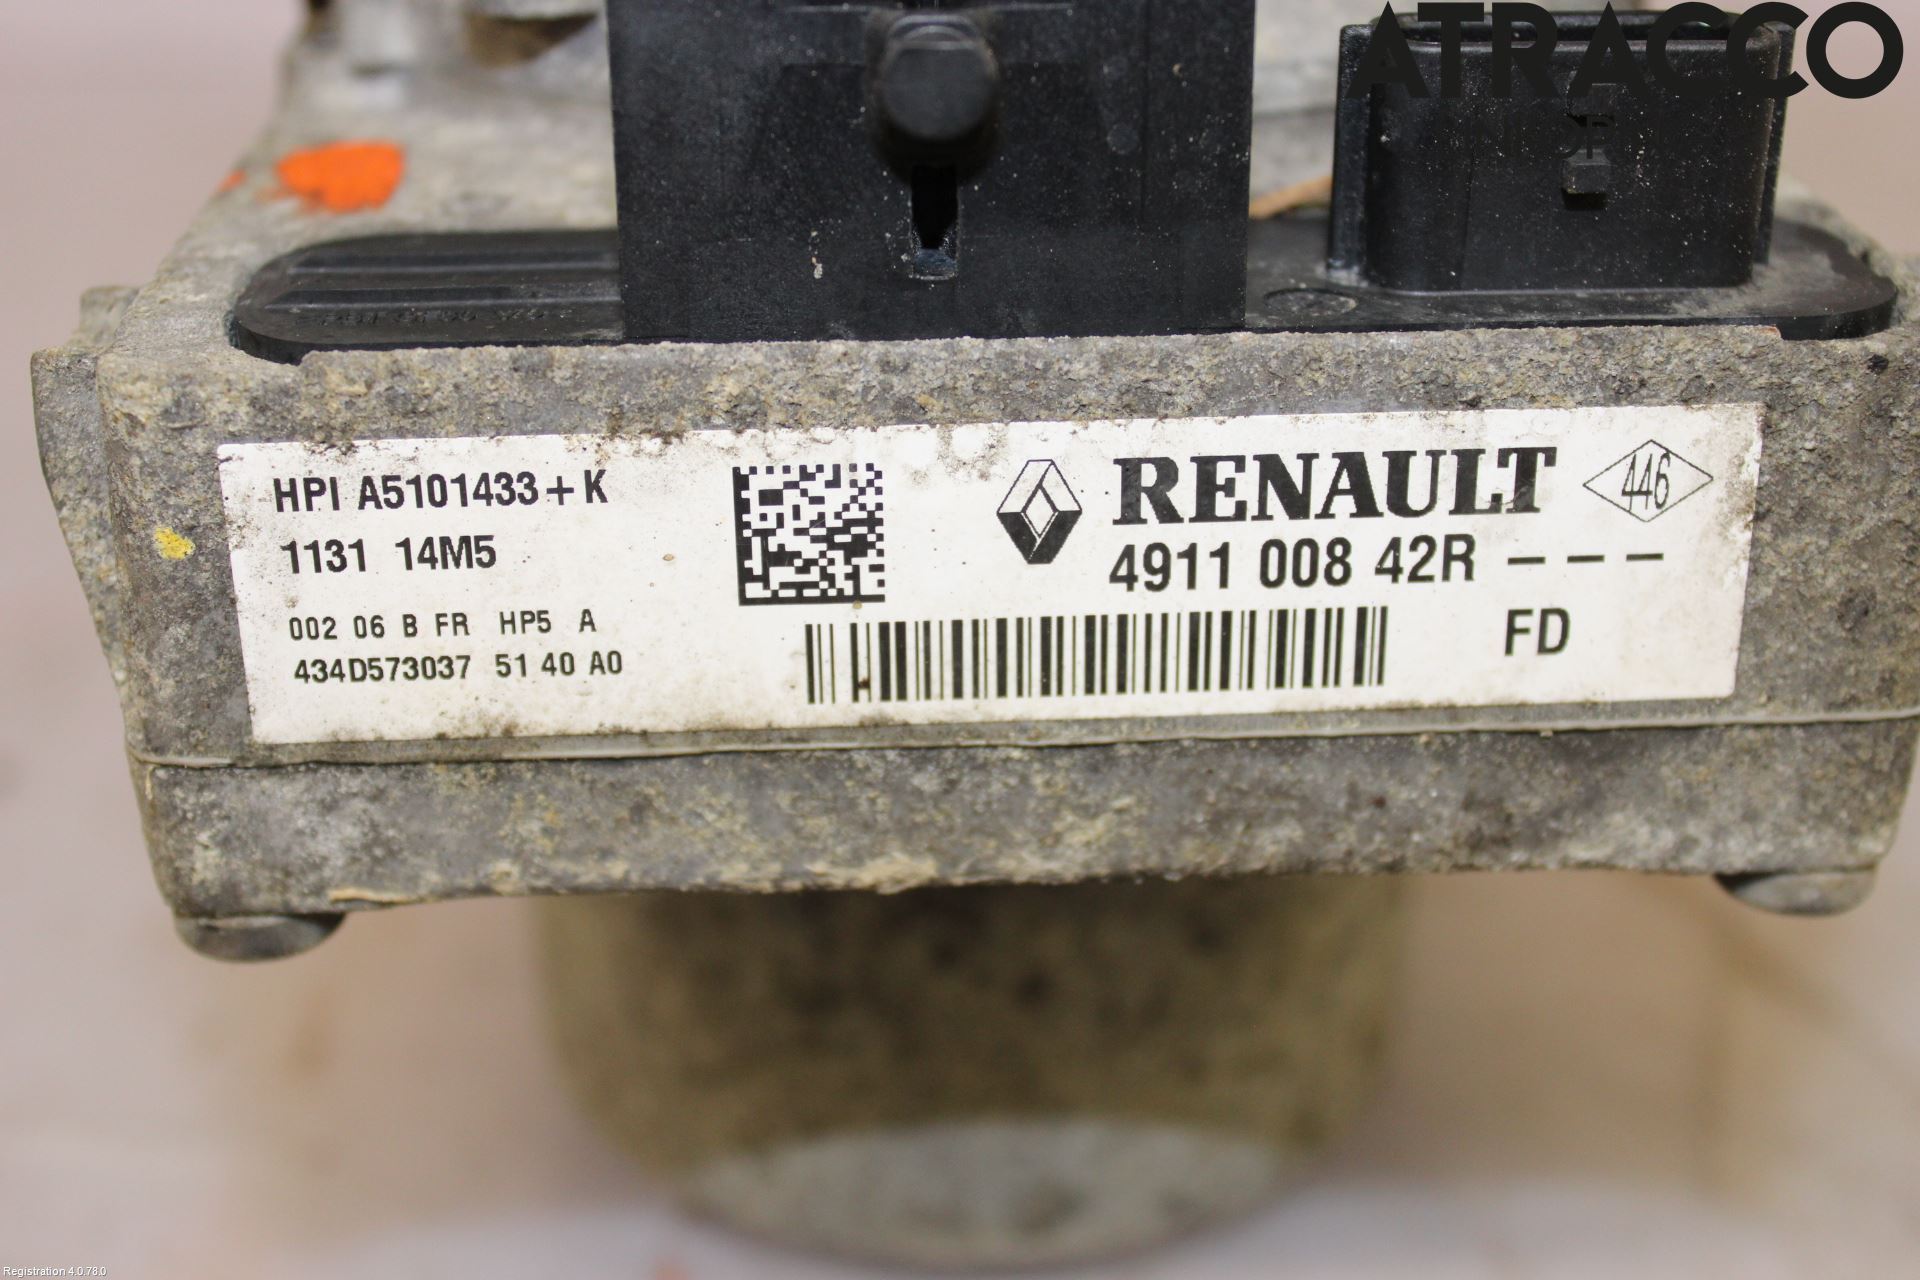 ATRACCO
HPI A5101433+K
1131 14M5
002 06 B FR HP5 A
434D573037 51 40 A0
RENAULT
446
4911 008 42R ---
FD
Registration 4.0.78.0